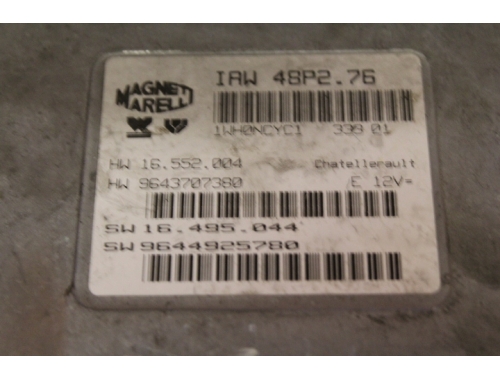 MAGNETI MARELLI
IAW 48P2.76
1WH0NCYC1 339 01
HW 16.552.004 Chatellerault
HW 9643707380 E 12V=
SW 16.495.044
SW 9644925780